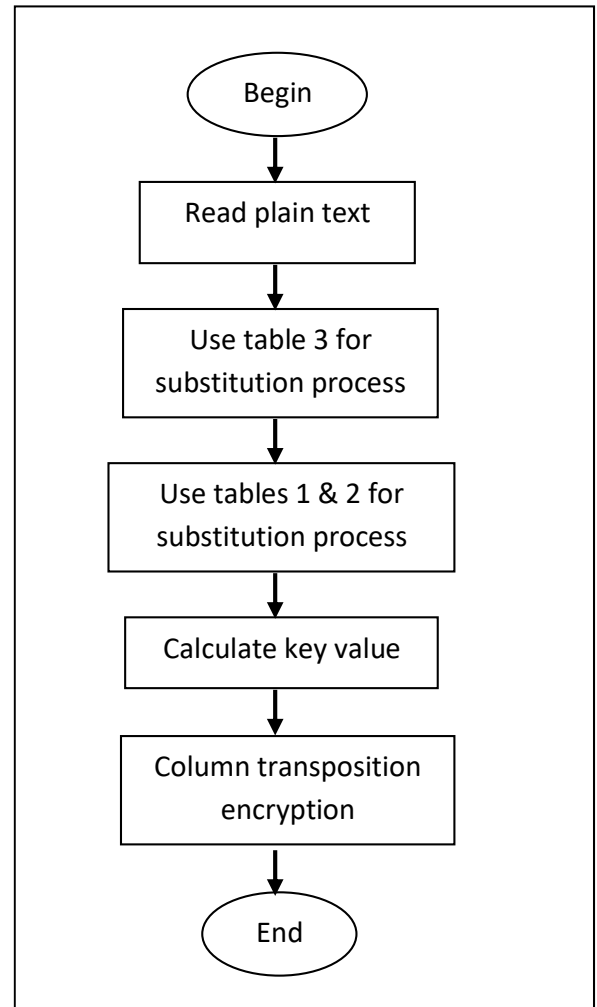 Begin
Read plain text
Use table 3 for
substitution process
Use tables 1 & 2 for
substitution process
Calculate key value
Column transposition
encryption
End